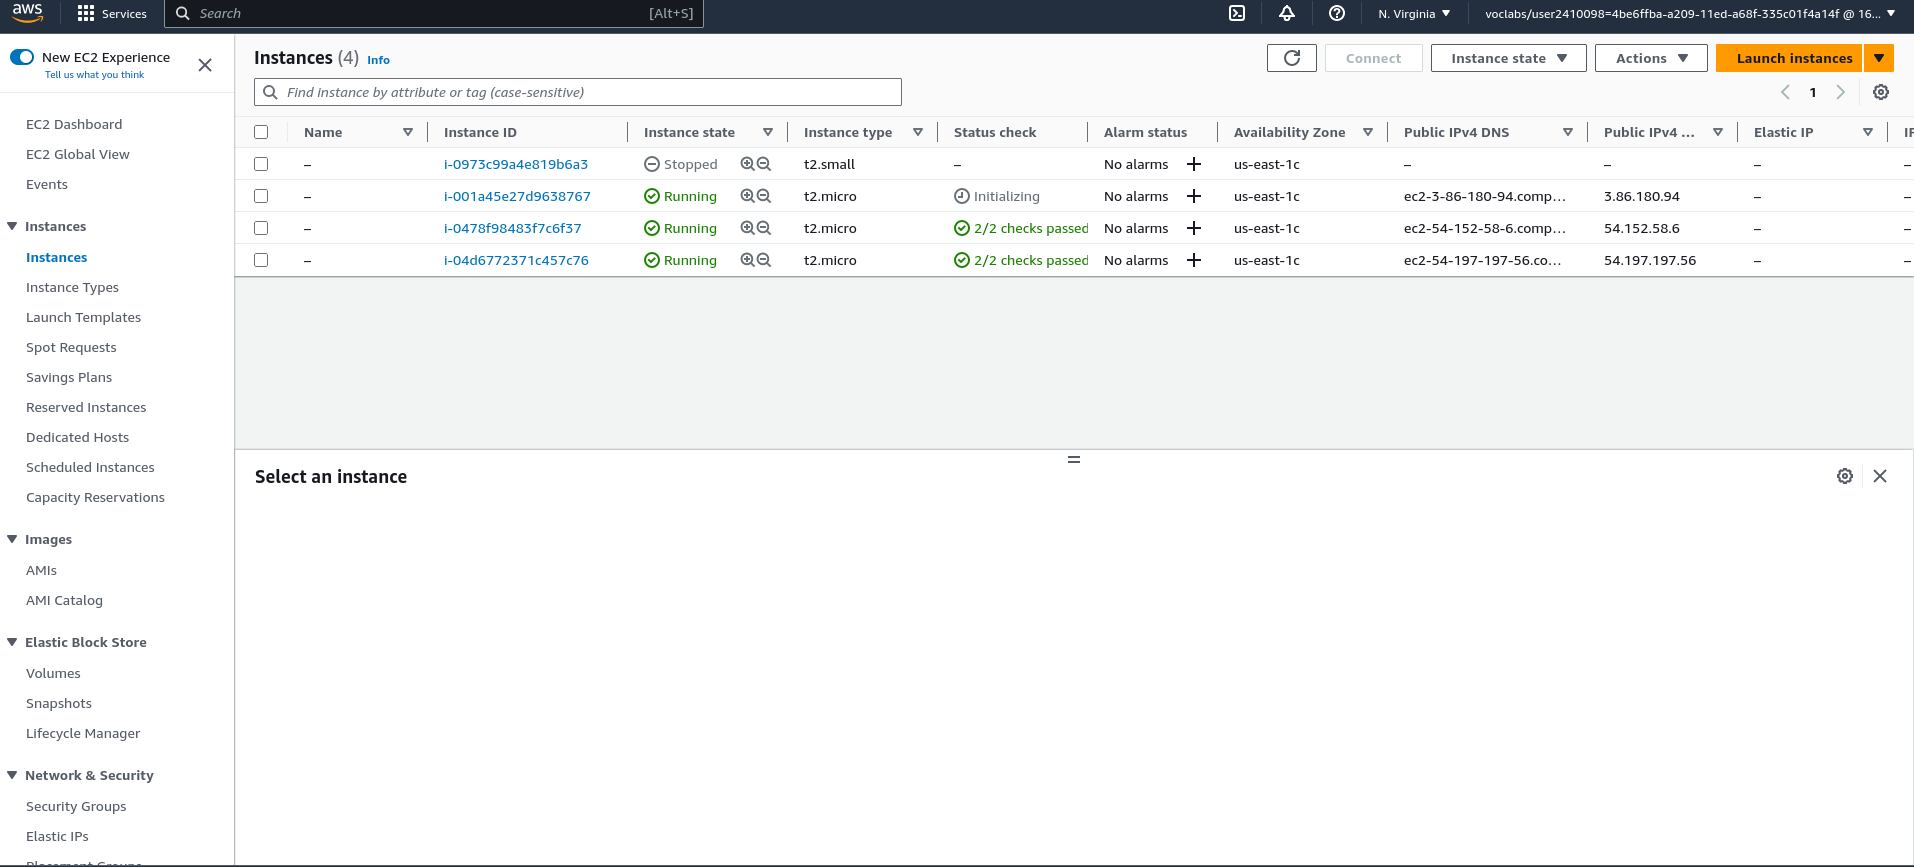 aws Services Search [Alt+S] N. Virginia voclabs/user2410098=4be6ffba-a209-11ed-a68f-335c01f4a14f @ 16...
New EC2 Experience
Tell us what you think
EC2 Dashboard
EC2 Global View
Events
Instances
Instances
Instance Types
Launch Templates
Spot Requests
Savings Plans
Reserved Instances
Dedicated Hosts
Scheduled Instances
Capacity Reservations
Images
AMIs
AMI Catalog
Elastic Block Store
Volumes
Snapshots
Lifecycle Manager
Network & Security
Security Groups
Elastic IPs
Placement Groups
Instances (4) Info Connect Instance state Actions Launch instances
Find instance by attribute or tag (case-sensitive) 1
Name Instance ID Instance state Instance type Status check Alarm status Availability Zone Public IPv4 DNS Public IPv4 ... Elastic IP IP
– i-0973c99a4e819b6a3 Stopped t2.small – No alarms us-east-1c – – – –
– i-001a45e27d9638767 Running t2.micro Initializing No alarms us-east-1c ec2-3-86-180-94.comp... 3.86.180.94 – –
– i-0478f98483f7c6f37 Running t2.micro 2/2 checks passed No alarms us-east-1c ec2-54-152-58-6.comp... 54.152.58.6 – –
– i-04d6772371c457c76 Running t2.micro 2/2 checks passed No alarms us-east-1c ec2-54-197-197-56.co... 54.197.197.56 – –
Select an instance